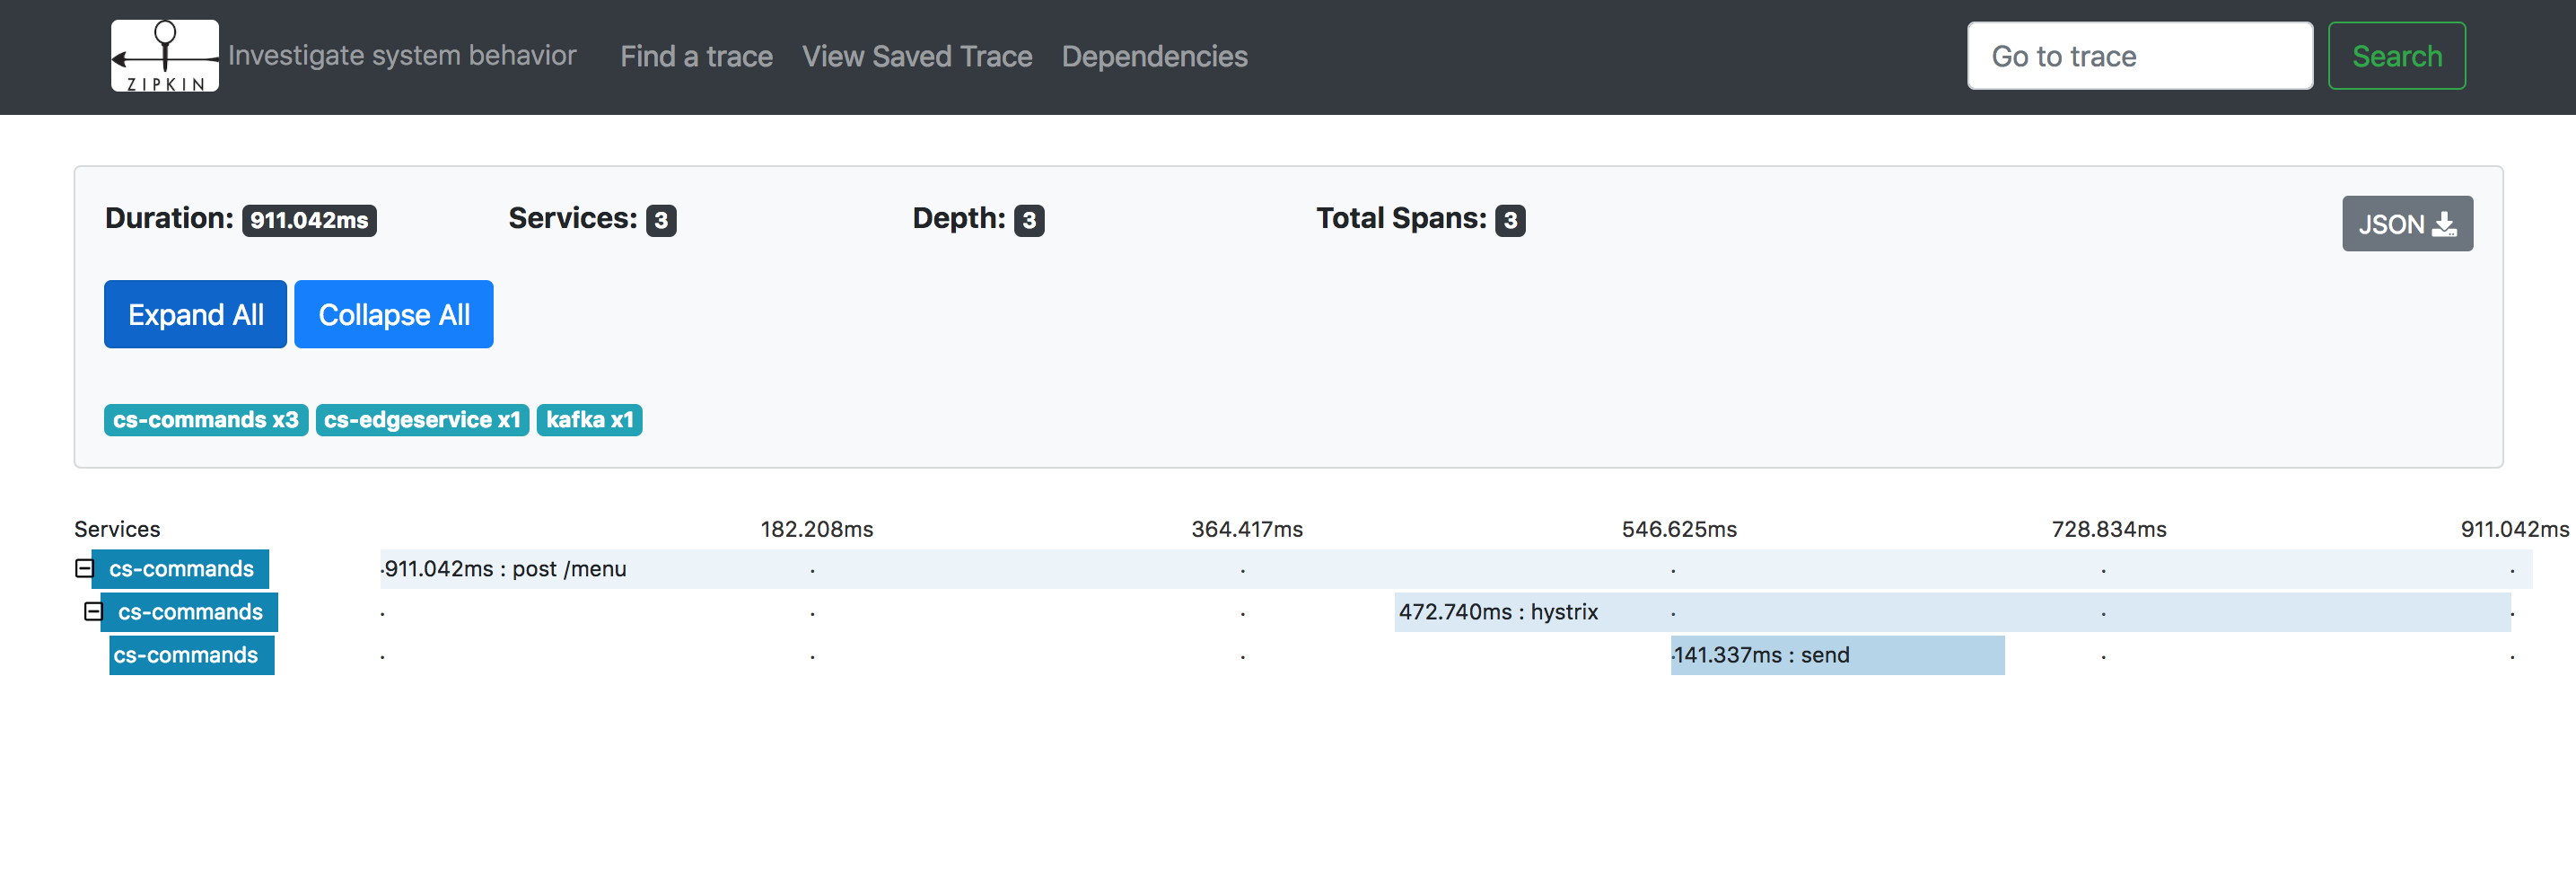 ZIPKIN Investigate system behavior Find a trace View Saved Trace Dependencies Go to trace Search
Duration: 911.042ms Services: 3 Depth: 3 Total Spans: 3 JSON
Expand All Collapse All
cs-commands x3 cs-edgeservice x1 kafka x1
Services 182.208ms 364.417ms 546.625ms 728.834ms 911.042ms
cs-commands 911.042ms : post /menu
cs-commands 472.740ms : hystrix
cs-commands 141.337ms : send